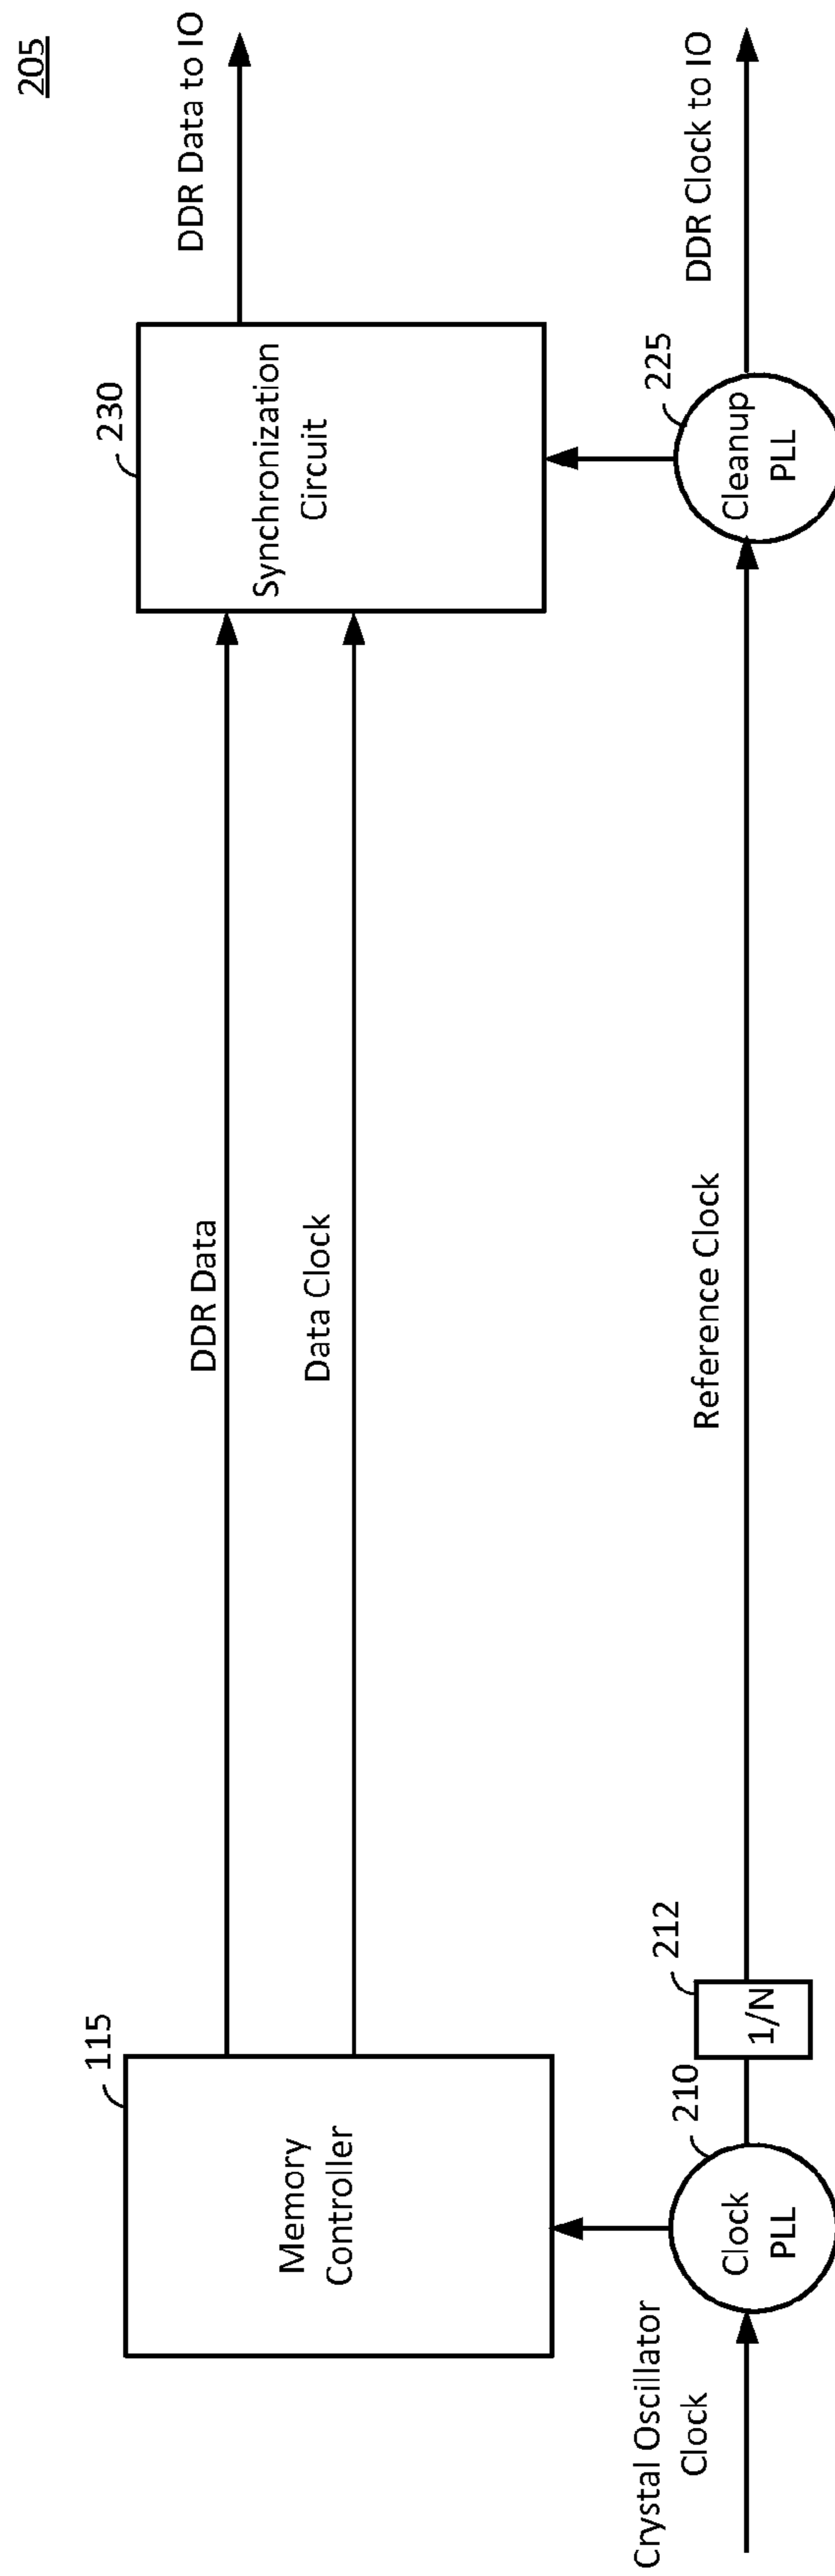 205
115
Memory
Controller
DDR Data
Data Clock
230
Synchronization
Circuit
DDR Data to IO
Crystal Oscillator
Clock
210
Clock
PLL
212
1/N
Reference Clock
225
Cleanup
PLL
DDR Clock to IO